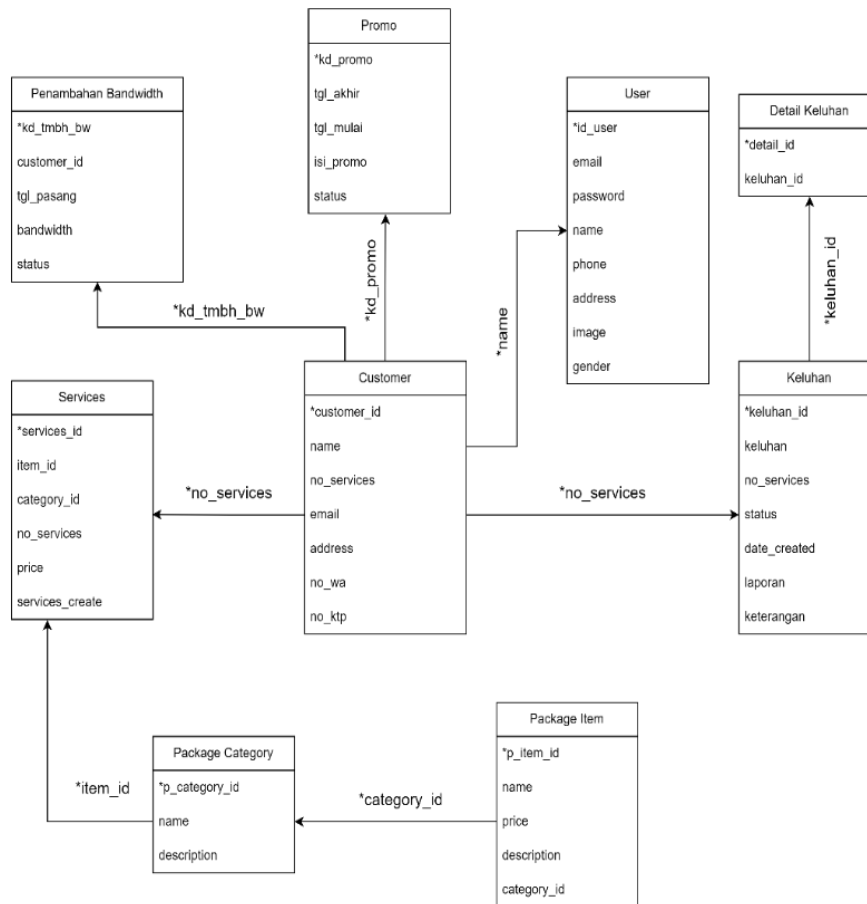 Promo
*kd_promo
tgl_akhir
tgl_mulai
isi_promo
status
Penambahan Bandwidth
*kd_tmbh_bw
customer_id
tgl_pasang
bandwidth
status
User
*id_user
email
password
name
phone
address
image
gender
Detail Keluhan
*detail_id
keluhan_id
*kd_tmbh_bw
*kd_promo
*name
*keluhan_id
Services
*services_id
item_id
category_id
no_services
price
services_create
*no_services
Customer
*customer_id
name
no_services
email
address
no_wa
no_ktp
*no_services
Keluhan
*keluhan_id
keluhan
no_services
status
date_created
laporan
keterangan
*item_id
Package Category
*p_category_id
name
description
*category_id
Package Item
*p_item_id
name
price
description
category_id